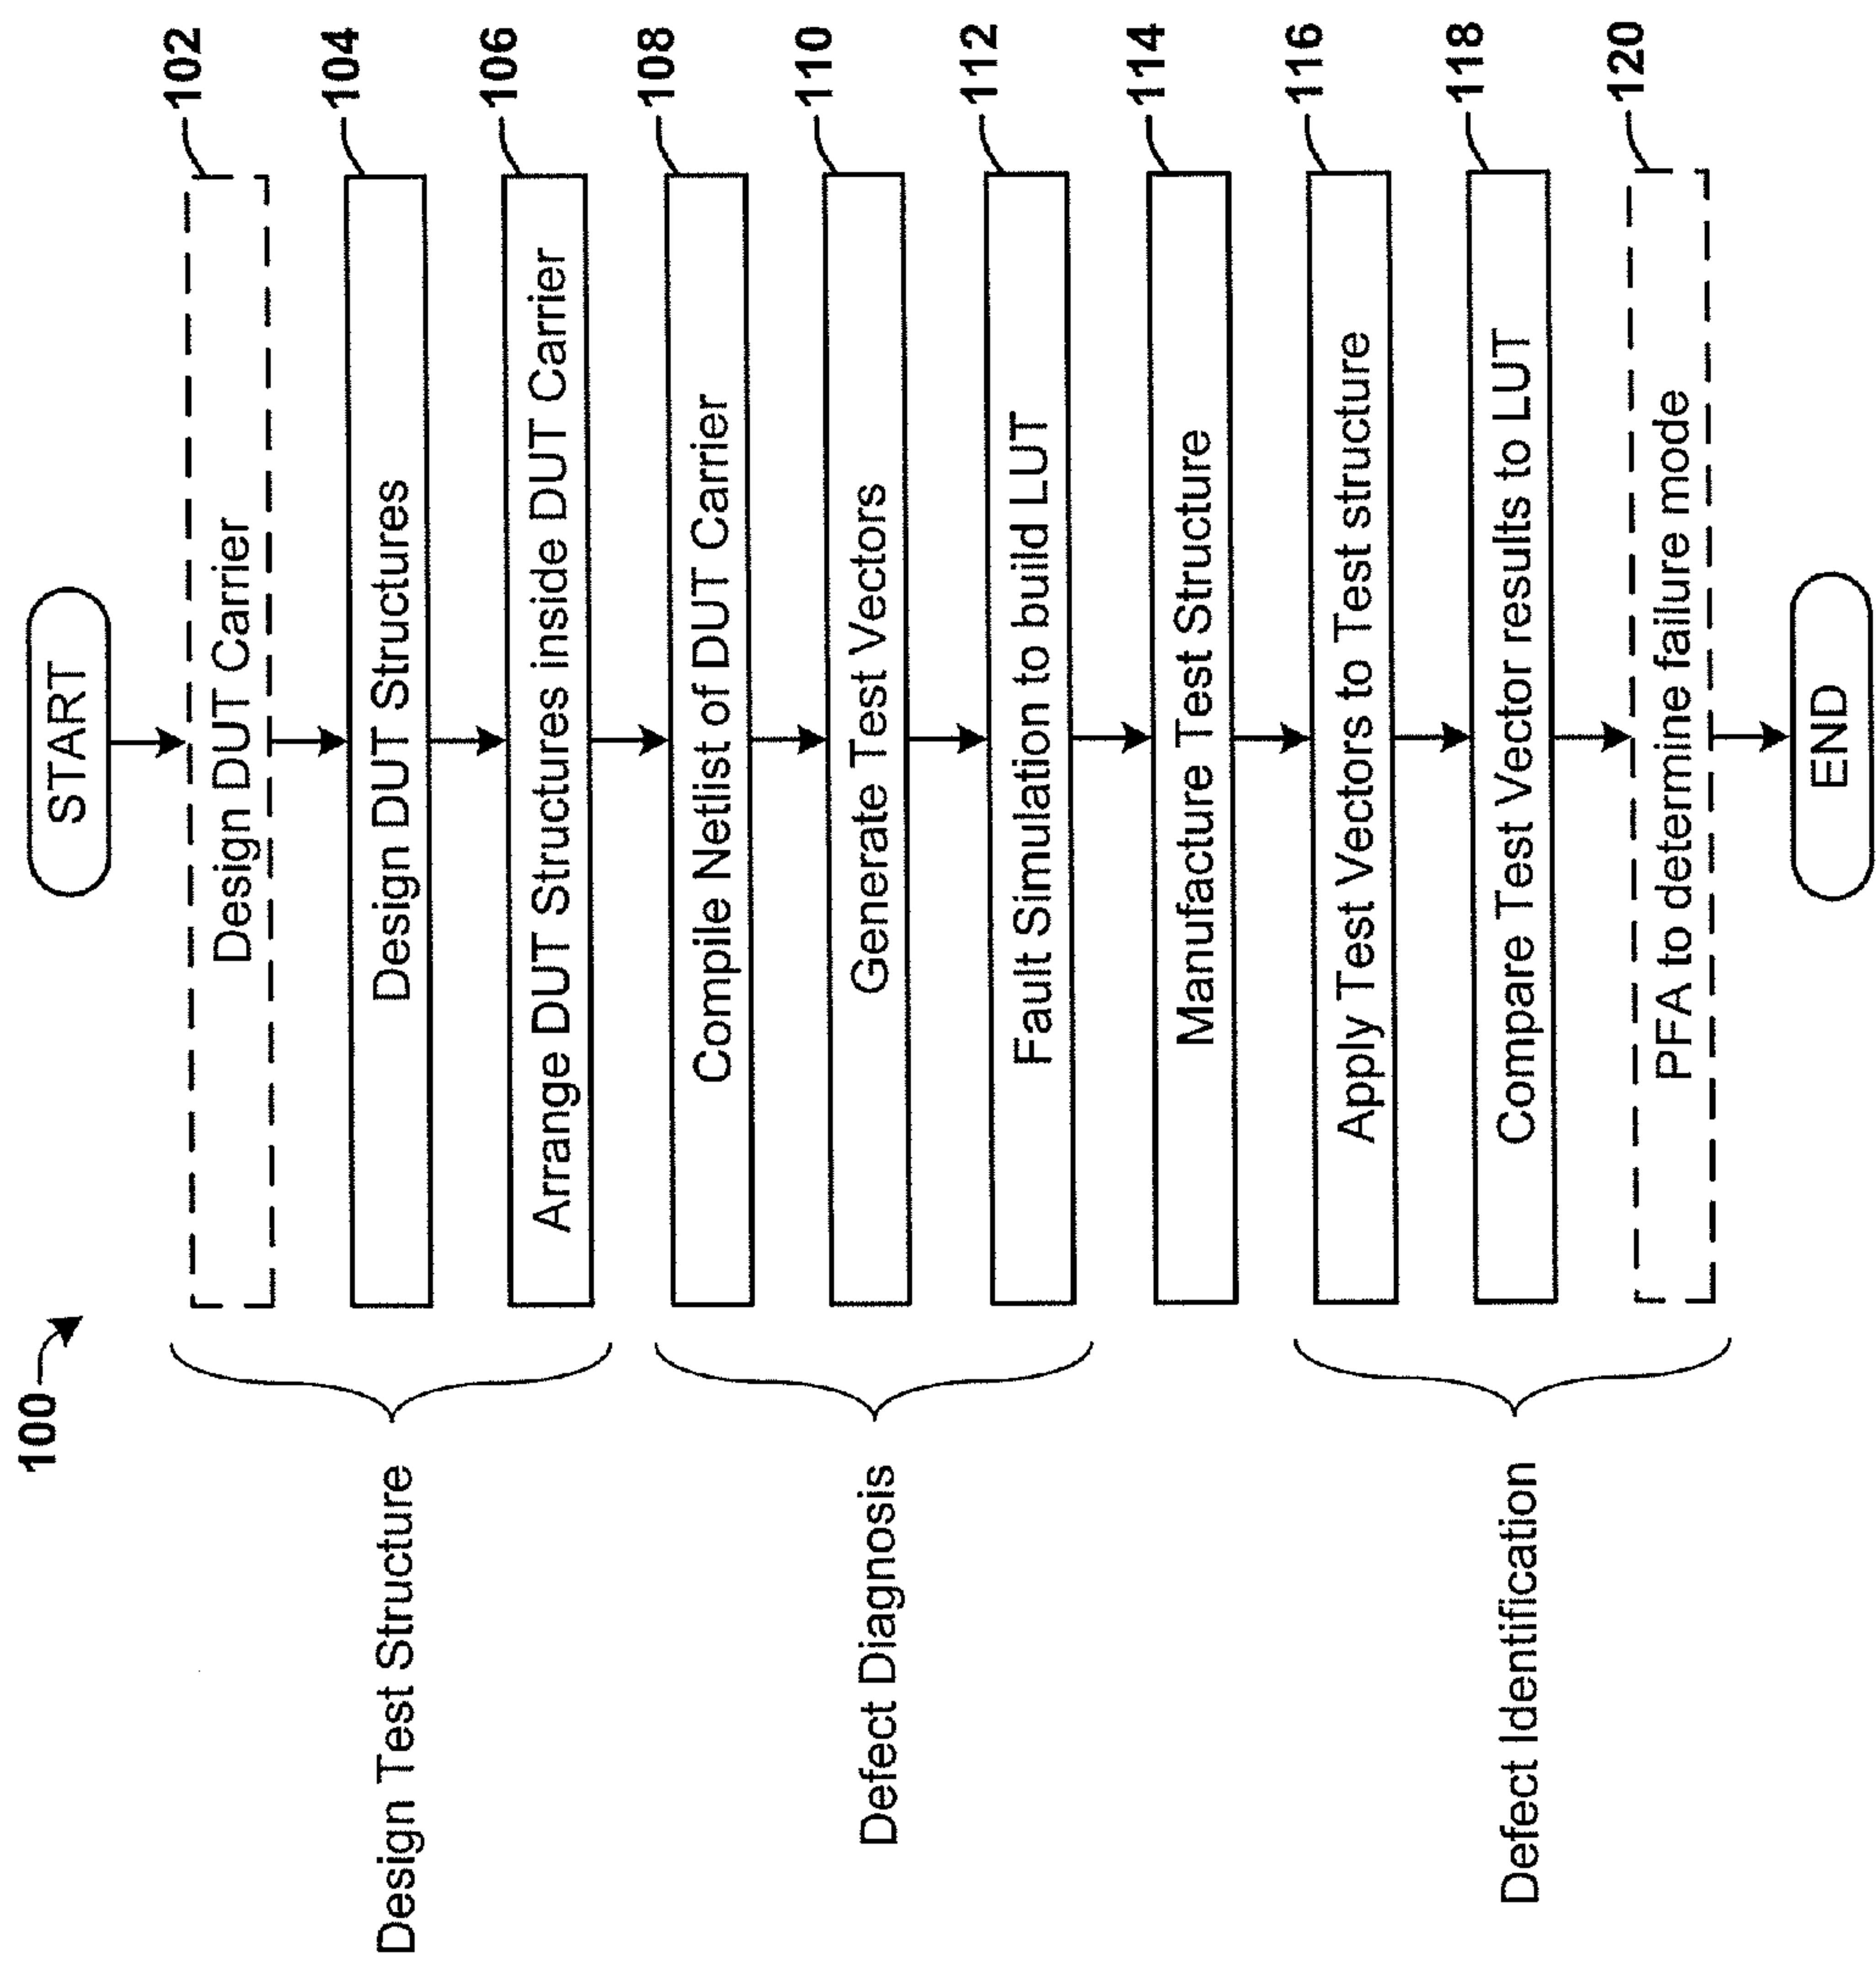 100
START
102
Design DUT Carrier
104
Design DUT Structures
Design Test Structure
106
Arrange DUT Structures inside DUT Carrier
108
Compile Netlist of DUT Carrier
110
Generate Test Vectors
Defect Diagnosis
112
Fault Simulation to build LUT
114
Manufacture Test Structure
116
Apply Test Vectors to Test structure
118
Compare Test Vector results to LUT
Defect Identification
120
PFA to determine failure mode
END